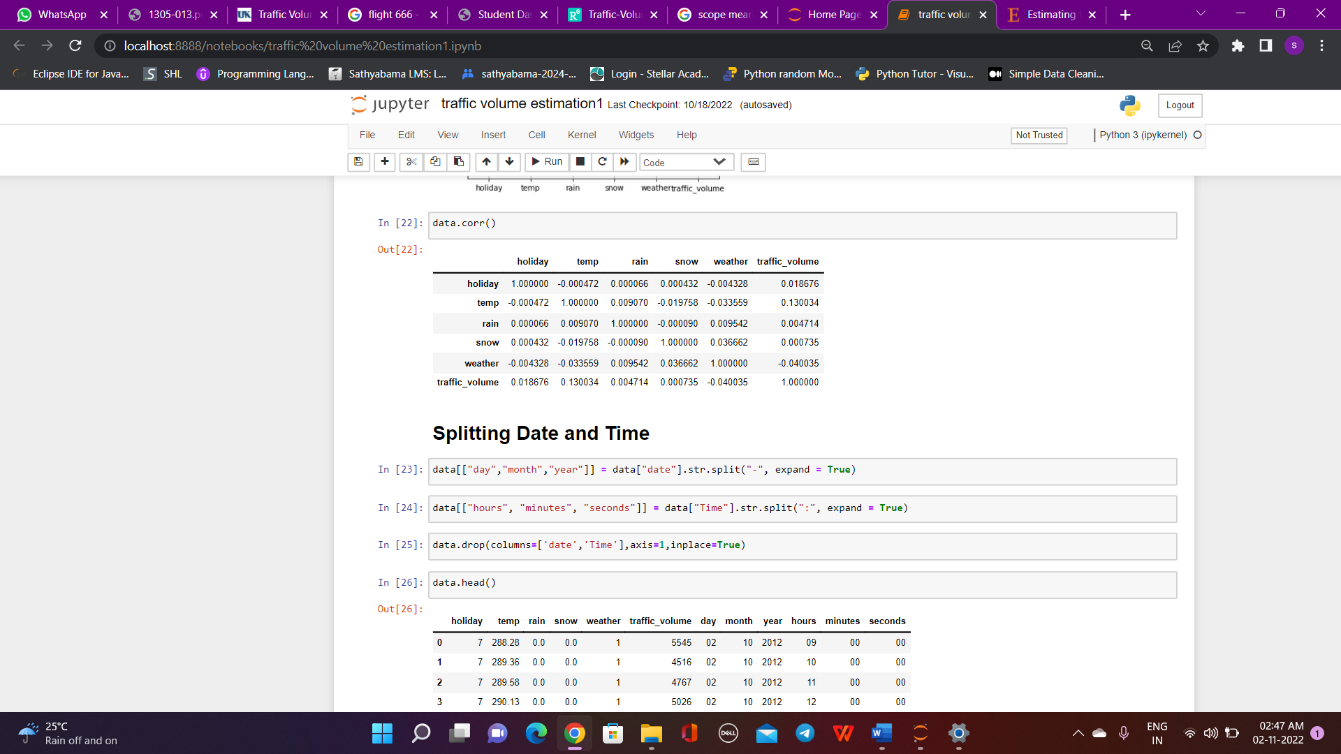 WhatsApp 1305-013.p Traffic Volu flight 666 - Student Da Traffic-Volu scope mean Home Page traffic volum Estimating
localhost:8888/notebooks/traffic%20volume%20estimation1.ipynb S
Eclipse IDE for Java... SHL Programming Lang... Sathyabama LMS: L... sathyabama-2024-... Login - Stellar Acad... Python random Mo... Python Tutor - Visu... Simple Data Cleani...
jupyter traffic volume estimation1 Last Checkpoint: 10/18/2022 (autosaved) Logout
File Edit View Insert Cell Kernel Widgets Help Not Trusted Python 3 (ipykernel)
Run Code
holiday temp rain snow weather traffic_volume
In [22]: data.corr()
Out[22]:
holiday temp rain snow weather traffic_volume
holiday 1.000000 -0.000472 0.000066 0.000432 -0.004328 0.018676
temp -0.000472 1.000000 0.009070 -0.019758 -0.033559 0.130034
rain 0.000066 0.009070 1.000000 -0.000090 0.009542 0.004714
snow 0.000432 -0.019758 -0.000090 1.000000 0.036662 0.000735
weather -0.004328 -0.033559 0.009542 0.036662 1.000000 -0.040035
traffic_volume 0.018676 0.130034 0.004714 0.000735 -0.040035 1.000000
Splitting Date and Time
In [23]: data[["day","month","year"]] = data["date"].str.split("-", expand = True)
In [24]: data[["hours", "minutes", "seconds"]] = data["Time"].str.split(":", expand = True)
In [25]: data.drop(columns=['date','Time'],axis=1,inplace=True)
In [26]: data.head()
Out[26]:
holiday temp rain snow weather traffic_volume day month year hours minutes seconds
0 7 288.28 0.0 0.0 1 5545 02 10 2012 09 00 00
1 7 289.36 0.0 0.0 1 4516 02 10 2012 10 00 00
2 7 289.58 0.0 0.0 1 4767 02 10 2012 11 00 00
3 7 290.13 0.0 0.0 1 5026 02 10 2012 12 00 00
25°C
Rain off and on
ENG
IN
02:47 AM
02-11-2022
1